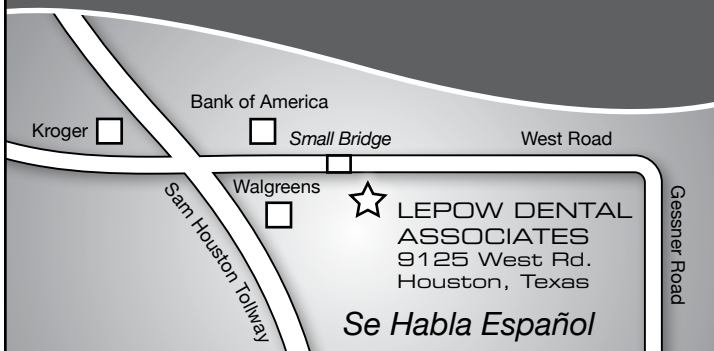 Bank of America
Kroger
Small Bridge
West Road
Walgreens
Sam Houston Tollway
Gessner Road
LEPOW DENTAL
ASSOCIATES
9125 West Rd.
Houston, Texas
Se Habla Español